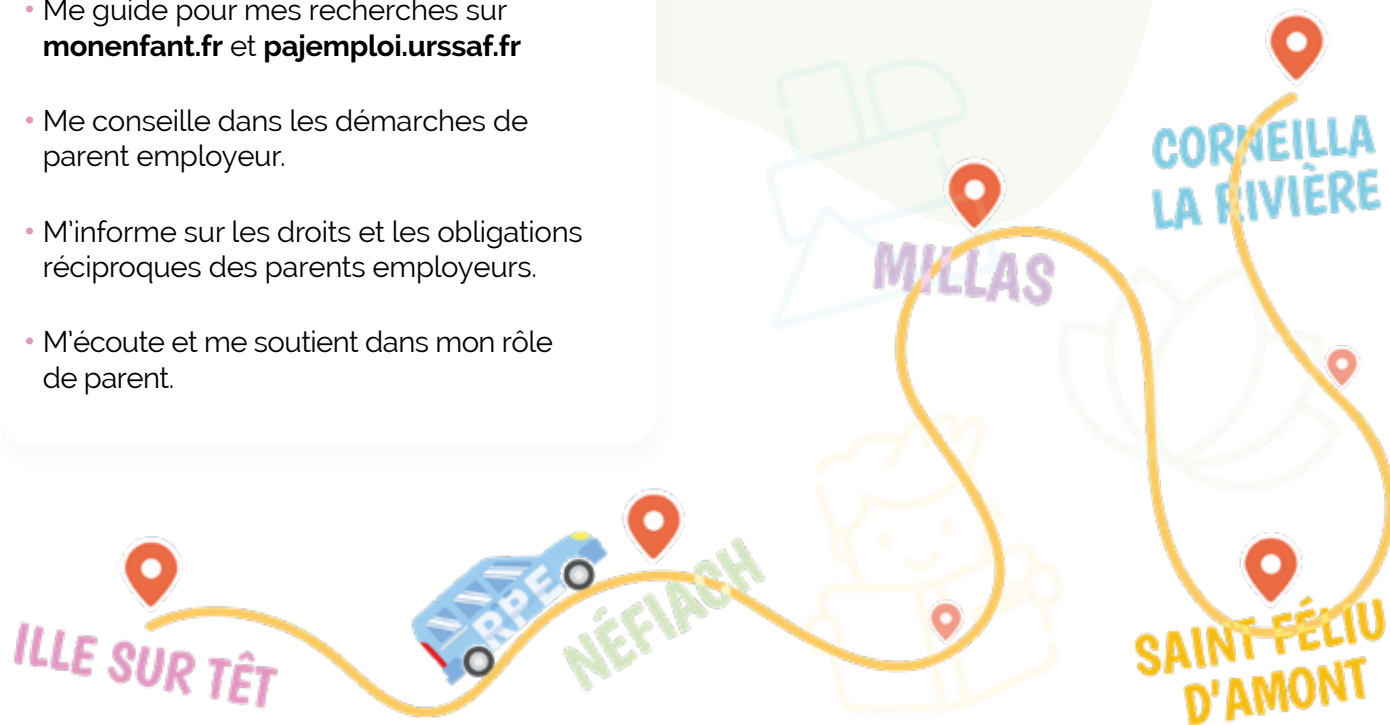 • Me guide pour mes recherches sur
monenfant.fr et pajemploi.urssaf.fr
• Me conseille dans les démarches de
parent employeur.
• M'informe sur les droits et les obligations
réciproques des parents employeurs.
• M'écoute et me soutient dans mon rôle
de parent.
CORNEILLA
LA RIVIÈRE
MILLAS
RPE
NÉFIACH
ILLE SUR TÊT
SAINT FÉLIU
D'AMONT